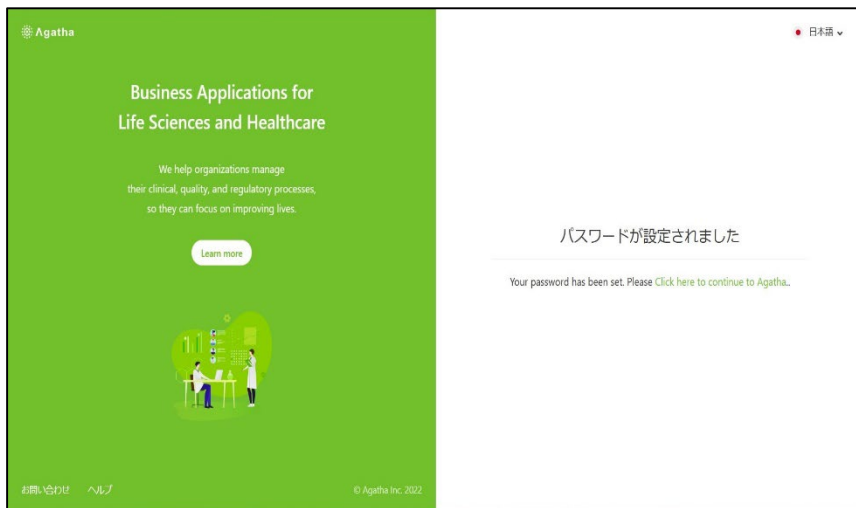 Agatha
日本語
Business Applications for
Life Sciences and Healthcare
We help organizations manage
their clinical, quality, and regulatory processes,
so they can focus on improving lives.
Learn more
パスワードが設定されました
Your password has been set. Please Click here to continue to Agatha..
お問い合わせ ヘルプ
© Agatha Inc. 2022